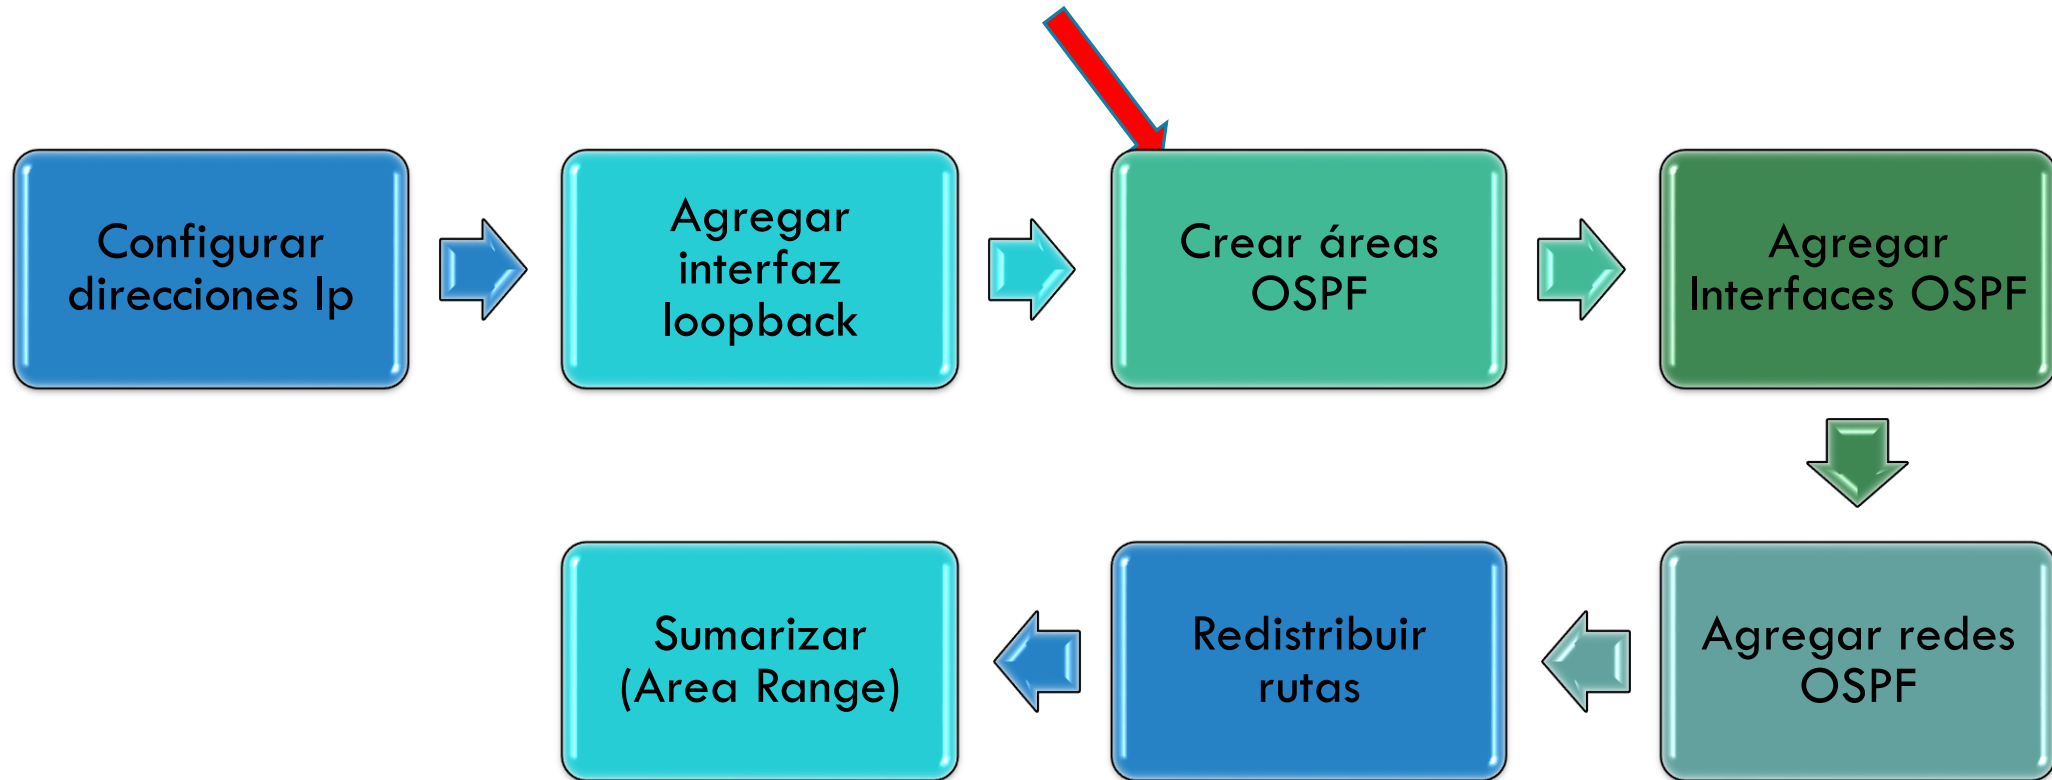 Configurar
direcciones Ip
Agregar
interfaz
loopback
Crear áreas
OSPF
Agregar
Interfaces OSPF
Agregar redes
OSPF
Redistribuir
rutas
Sumarizar
(Area Range)